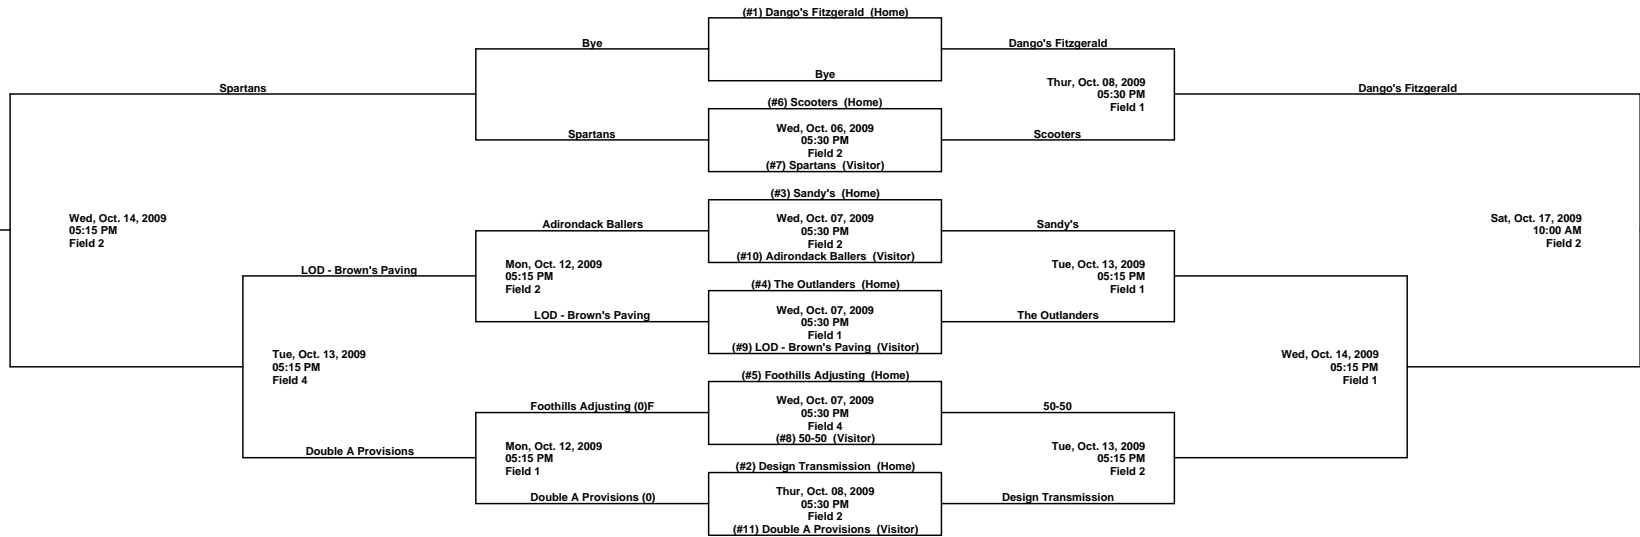 (#1) Dango's Fitzgerald (Home)
Bye
Dango's Fitzgerald
Bye
Thur, Oct. 08, 2009
05:30 PM
Field 1
Spartans
Dango's Fitzgerald
(#6) Scooters (Home)
Wed, Oct. 06, 2009
05:30 PM
Field 2
(#7) Spartans (Visitor)
Spartans
Scooters
(#3) Sandy's (Home)
Wed, Oct. 07, 2009
05:30 PM
Field 2
(#10) Adirondack Ballers (Visitor)
Wed, Oct. 14, 2009
05:15 PM
Field 2
Adirondack Ballers
Sandy's
Sat, Oct. 17, 2009
10:00 AM
Field 2
LOD - Brown's Paving
Mon, Oct. 12, 2009
05:15 PM
Field 2
Tue, Oct. 13, 2009
05:15 PM
Field 1
(#4) The Outlanders (Home)
Wed, Oct. 07, 2009
05:30 PM
Field 1
(#9) LOD - Brown's Paving (Visitor)
LOD - Brown's Paving
The Outlanders
Tue, Oct. 13, 2009
05:15 PM
Field 4
Wed, Oct. 14, 2009
05:15 PM
Field 1
(#5) Foothills Adjusting (Home)
Wed, Oct. 07, 2009
05:30 PM
Field 4
(#8) 50-50 (Visitor)
Foothills Adjusting (0)F
50-50
Double A Provisions
Mon, Oct. 12, 2009
05:15 PM
Field 1
Tue, Oct. 13, 2009
05:15 PM
Field 2
(#2) Design Transmission (Home)
Thur, Oct. 08, 2009
05:30 PM
Field 2
(#11) Double A Provisions (Visitor)
Double A Provisions (0)
Design Transmission